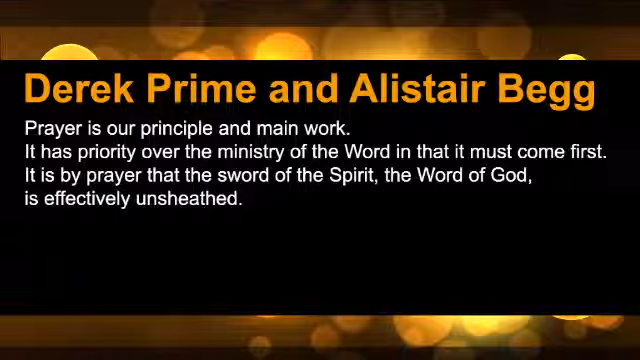 Derek Prime and Alistair Begg
Prayer is our principle and main work.
It has priority over the ministry of the Word in that it must come first.
It is by prayer that the sword of the Spirit, the Word of God,
is effectively unsheathed.